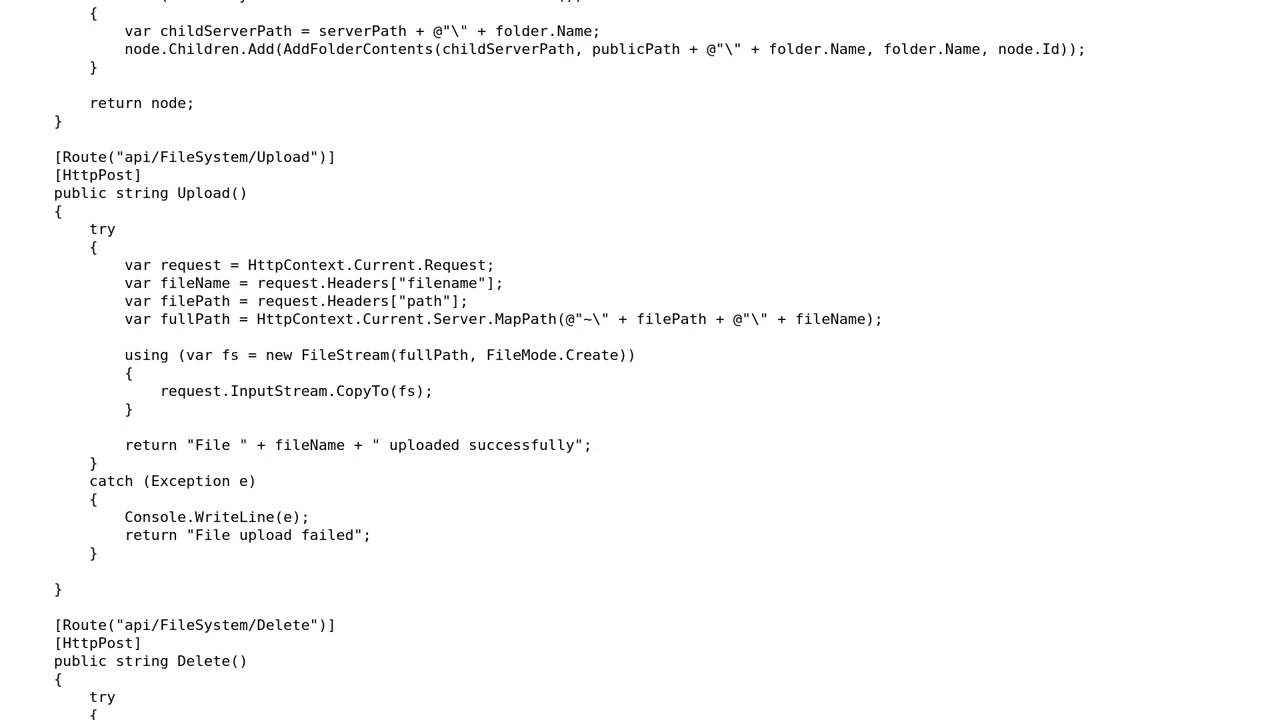 {
var childServerPath = serverPath + @"\" + folder.Name;
node.Children.Add(AddFolderContents(childServerPath, publicPath + @"\" + folder.Name, folder.Name, node.Id));
}
return node;
}
[Route("api/FileSystem/Upload")]
[HttpPost]
public string Upload()
{
try
{
var request = HttpContext.Current.Request;
var fileName = request.Headers["filename"];
var filePath = request.Headers["path"];
var fullPath = HttpContext.Current.Server.MapPath(@"~\" + filePath + @"\" + fileName);
using (var fs = new FileStream(fullPath, FileMode.Create))
{
request.InputStream.CopyTo(fs);
}
return "File " + fileName + " uploaded successfully";
}
catch (Exception e)
{
Console.WriteLine(e);
return "File upload failed";
}
}
[Route("api/FileSystem/Delete")]
[HttpPost]
public string Delete()
{
try
{